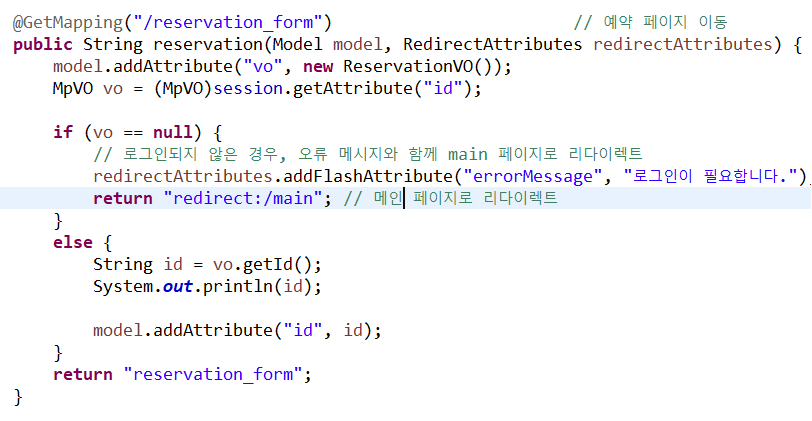 @GetMapping("/reservation_form")                        // 예약 페이지 이동
public String reservation(Model model, RedirectAttributes redirectAttributes) {
    model.addAttribute("vo", new ReservationVO());
    MpVO vo = (MpVO)session.getAttribute("id");
    if (vo == null) {
        // 로그인되지 않은 경우, 오류 메시지와 함께 main 페이지로 리다이렉트
        redirectAttributes.addFlashAttribute("errorMessage", "로그인이 필요합니다.");
        return "redirect:/main"; // 메인 페이지로 리다이렉트
    }
    else {
        String id = vo.getId();
        System.out.println(id);
        model.addAttribute("id", id);
    }
    return "reservation_form";
}